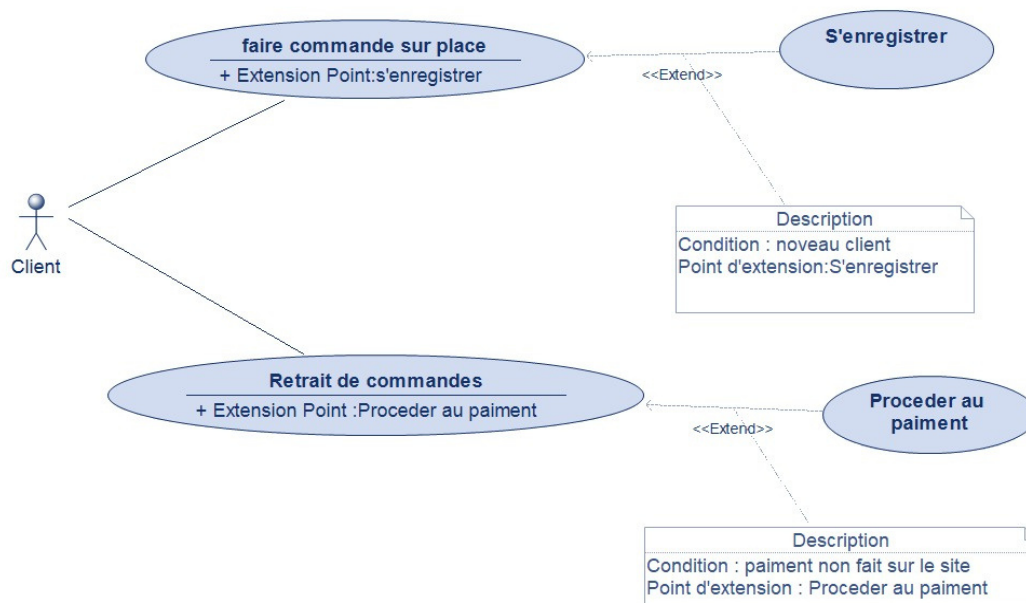 faire commande sur place
+ Extension Point:s'enregistrer
S'enregistrer
<<Extend>>
Description
Condition : noveau client
Point d'extension:S'enregistrer
Client
Retrait de commandes
+ Extension Point :Proceder au paiment
Proceder au
paiment
<<Extend>>
Description
Condition : paiment non fait sur le site
Point d'extension : Proceder au paiment